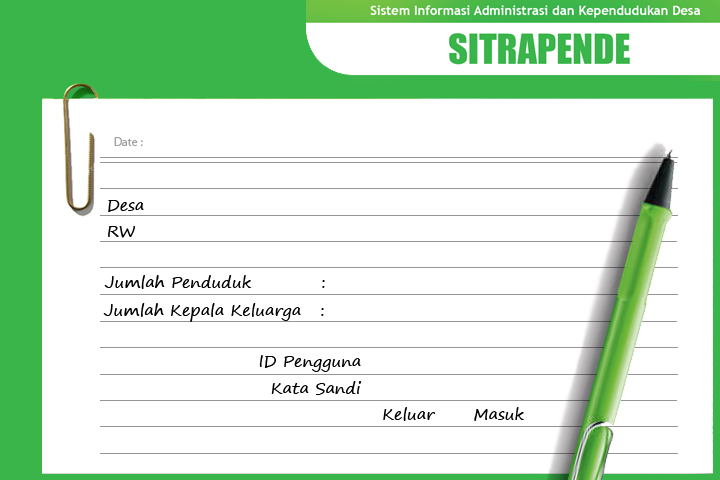 Sistem Informasi Administrasi dan Kependudukan Desa
SITRAPENDE
Date :
Desa
RW
Jumlah Penduduk :
Jumlah Kepala Keluarga :
ID Pengguna
Kata Sandi
Keluar Masuk